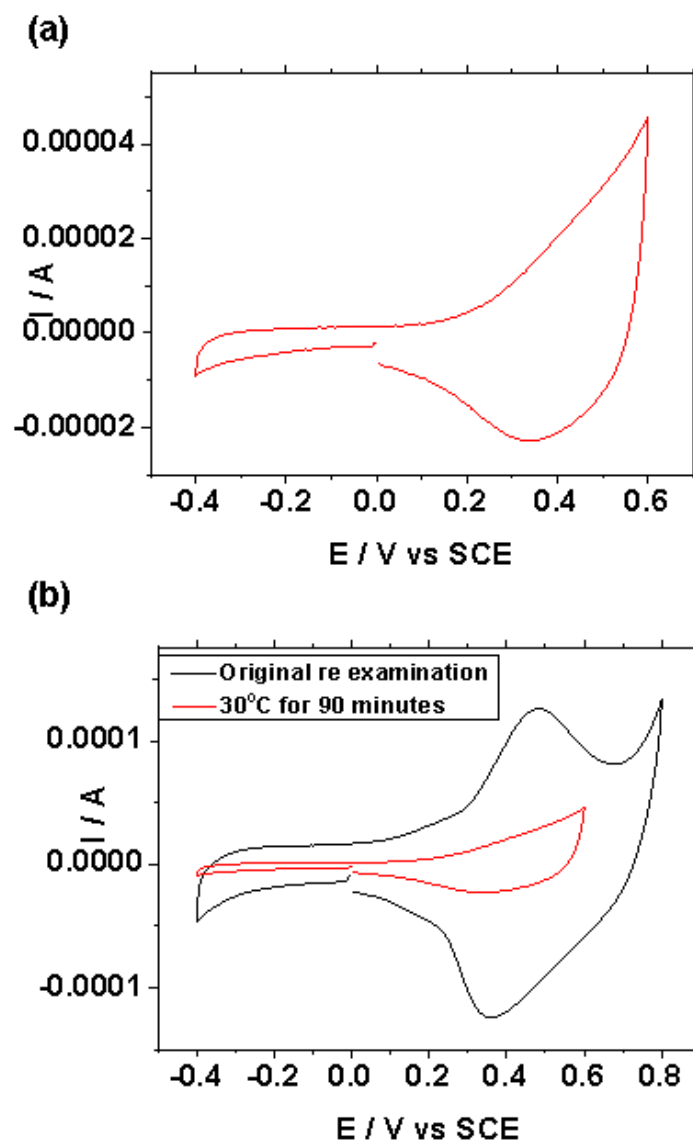 (a)
0.00004
0.00002
0.00000
-0.00002
I / A
-0.4 -0.2 0.0 0.2 0.4 0.6
E / V vs SCE
(b)
Original re examination
30°C for 90 minutes
0.0001
0.0000
-0.0001
I / A
-0.4 -0.2 0.0 0.2 0.4 0.6 0.8
E / V vs SCE